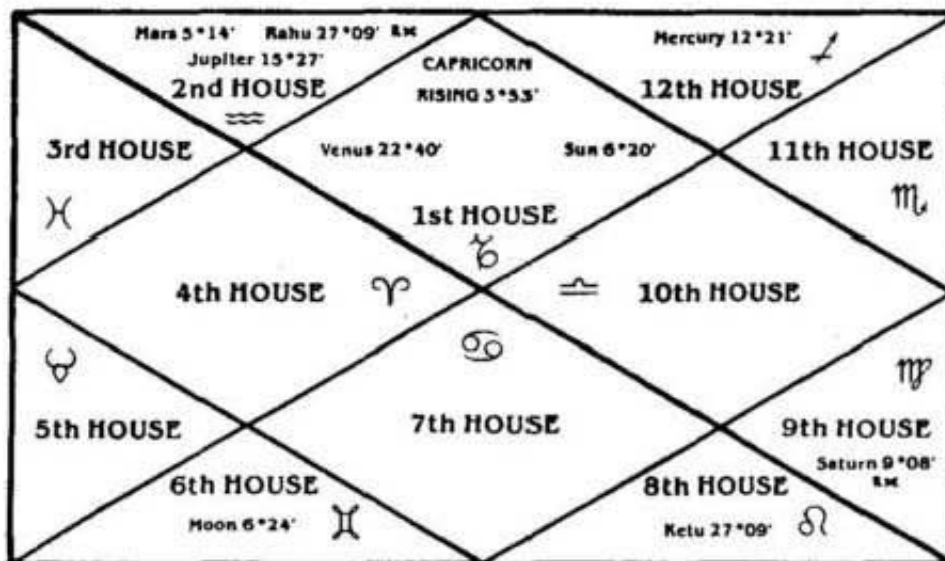 Mars 5°14' Rahu 27°09' Rx
Jupiter 15°27'
2nd HOUSE
♒
CAPRICORN
RISING 3°53'
Mercury 12°21'
♐
12th HOUSE
3rd HOUSE
♓
Venus 22°40'
Sun 6°20'
1st HOUSE
♑
11th HOUSE
♏
4th HOUSE ♈
♎ 10th HOUSE
♉
5th HOUSE
♋
7th HOUSE
♍
9th HOUSE
Saturn 9°08'
Rx
6th HOUSE
Moon 6°24' ♊
8th HOUSE
Ketu 27°09' ♌